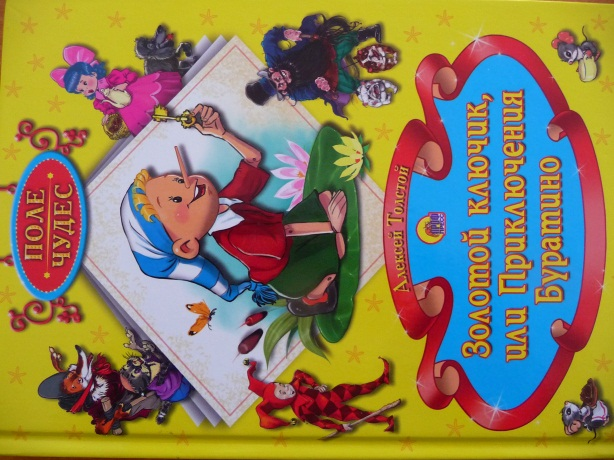 ПОЛЕ
ЧУДЕС
Алексей Толстой
Золотой ключик,
или Приключения
Буратино